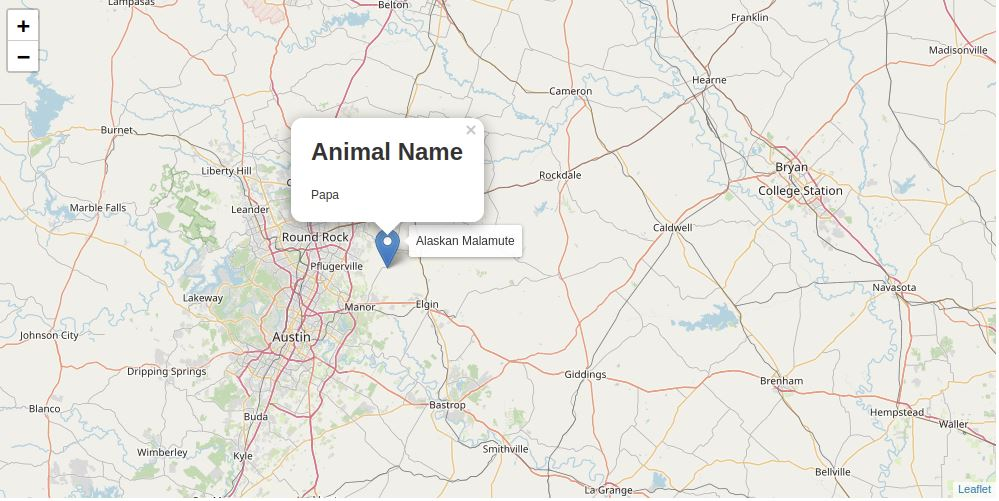 Lampasas
Belton
Franklin
+
−
Madisonville
Hearne
Cameron
Burnet
×
Animal Name
Bryan
Liberty Hill
Rockdale
College Station
Papa
Marble Falls
Leander
Caldwell
Round Rock
Alaskan Malamute
Pflugerville
Navasota
Lakeway
Manor
Elgin
Johnson City
Austin
Dripping Springs
Giddings
Brenham
Blanco
Bastrop
Buda
Hempstead
Waller
Wimberley
Kyle
Smithville
Bellville
La Grange
Leaflet